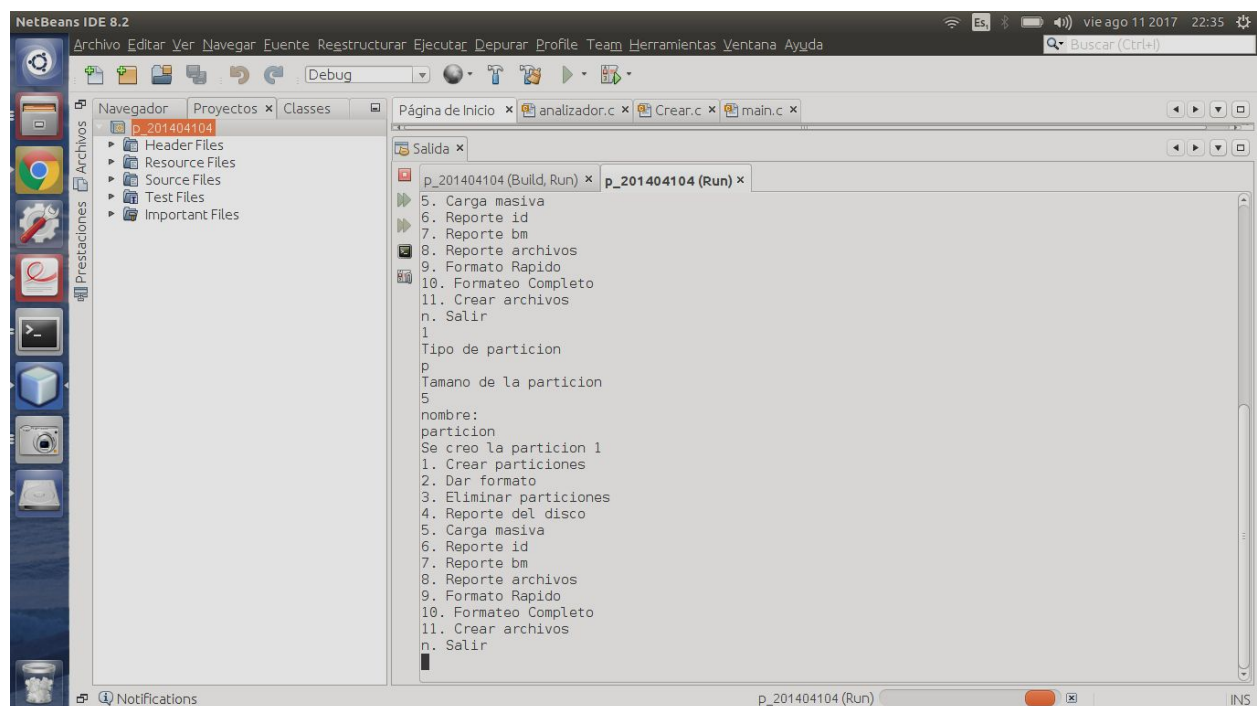 NetBeans IDE 8.2
Es, vie ago 11 2017 22:35
Archivo Editar Ver Navegar Fuente Reestructurar Ejecutar Depurar Profile Team Herramientas Ventana Ayuda
Buscar (Ctrl+I)
Debug
Archivos
Prestaciones
Navegador Proyectos Classes
p_201404104
Header Files
Resource Files
Source Files
Test Files
Important Files
Página de Inicio analizador.c Crear.c main.c
Salida
p_201404104 (Build, Run) p_201404104 (Run)
5. Carga masiva
6. Reporte id
7. Reporte bm
8. Reporte archivos
9. Formato Rapido
10. Formateo Completo
11. Crear archivos
n. Salir
1
Tipo de particion
p
Tamano de la particion
5
nombre:
particion
Se creo la particion 1
1. Crear particiones
2. Dar formato
3. Eliminar particiones
4. Reporte del disco
5. Carga masiva
6. Reporte id
7. Reporte bm
8. Reporte archivos
9. Formato Rapido
10. Formateo Completo
11. Crear archivos
n. Salir
Notifications
p_201404104 (Run)
INS